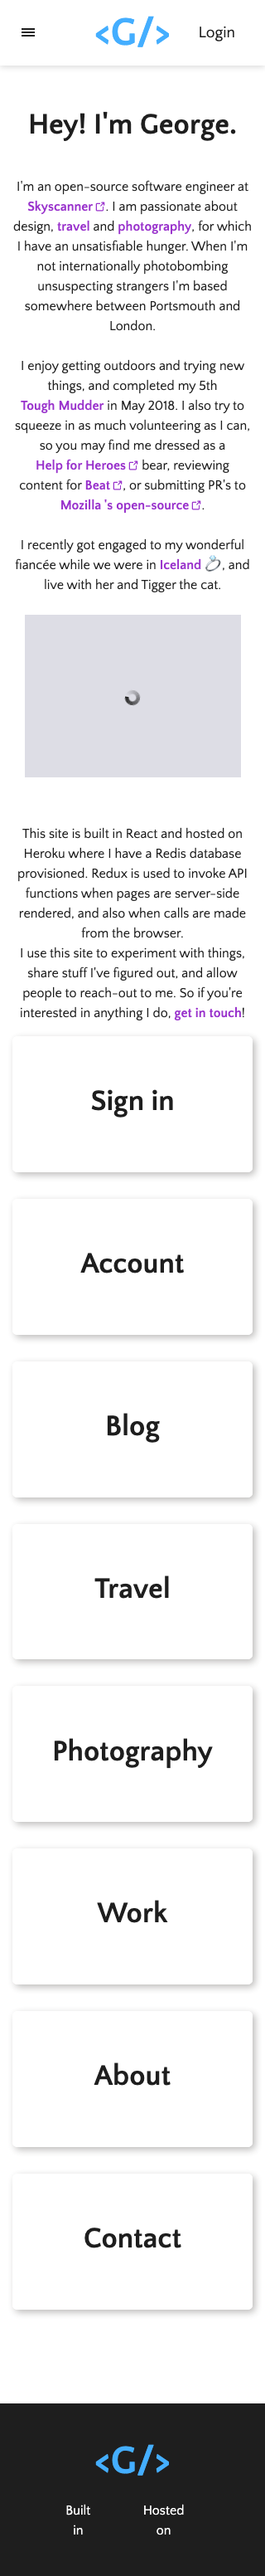 <G/>
Login
Hey! I'm George.
I'm an open-source software engineer at
Skyscanner. I am passionate about
design, travel and photography, for which
I have an unsatisfiable hunger. When I'm
not internationally photobombing
unsuspecting strangers I'm based
somewhere between Portsmouth and
London.
I enjoy getting outdoors and trying new
things, and completed my 5th
Tough Mudder in May 2018. I also try to
squeeze in as much volunteering as I can,
so you may find me dressed as a
Help for Heroes bear, reviewing
content for Beat, or submitting PR's to
Mozilla 's open-source.
I recently got engaged to my wonderful
fiancée while we were in Iceland 💍, and
live with her and Tigger the cat.
This site is built in React and hosted on
Heroku where I have a Redis database
provisioned. Redux is used to invoke API
functions when pages are server-side
rendered, and also when calls are made
from the browser.
I use this site to experiment with things,
share stuff I've figured out, and allow
people to reach-out to me. So if you're
interested in anything I do, get in touch!
Sign in
Account
Blog
Travel
Photography
Work
About
Contact
<G/>
Built
in
Hosted
on